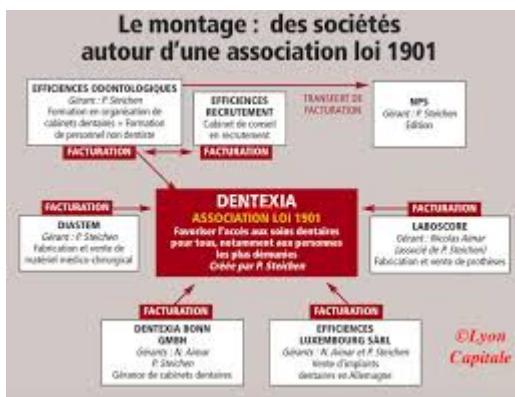 Le montage : des sociétés
autour d'une association loi 1901
EFFICIENCES ODONTOLOGIQUES
Gérant : P. Steichen
Formation en organisation de
cabinets dentaires + Formation
de personnel non dentiste
FACTURATION
EFFICIENCES
RECRUTEMENT
Cabinet de conseil
en recrutement
FACTURATION
TRANSFERT DE
FACTURATION
NPS
Gérant : P. Steichen
Edition
FACTURATION
DIASTEM
Gérant : P. Steichen
Fabrication et vente de
matériel médico-chirurgical
DENTEXIA
ASSOCIATION LOI 1901
Favoriser l'accès aux soins dentaires
pour tous, notamment aux personnes
les plus démunies
Créée par P. Steichen
FACTURATION
LABOSCORE
Gérant : Nicolas Aimar
(associé de P. Steichen)
Fabrication et vente de prothèses
FACTURATION
DENTEXIA BONN
GMBH
Gérants : N. Aimar
P. Steichen
Gérance de cabinets dentaires
FACTURATION
EFFICIENCES
LUXEMBOURG SÀRL
Gérants : N. Aimar et P. Steichen
Vente d'implants
dentaires en Allemagne
©Lyon
Capitale